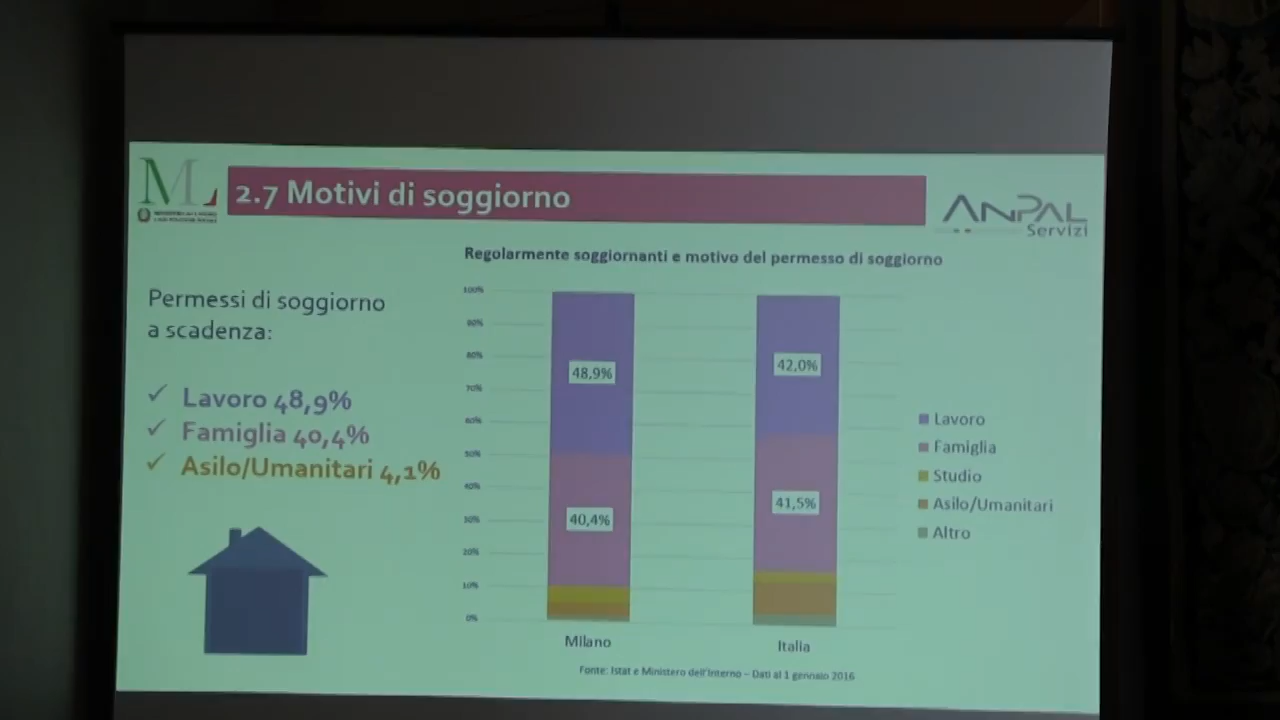 ML
2.7 Motivi di soggiorno
ANPAL
Servizi
Regolarmente soggiornanti e motivo del permesso di soggiorno
Permessi di soggiorno
a scadenza:
✓ Lavoro 48,9%
✓ Famiglia 40,4%
✓ Asilo/Umanitari 4,1%
100%
90%
80%
70%
60%
50%
40%
30%
20%
10%
0%
48,9%
42,0%
40,4%
41,5%
Milano
Italia
Lavoro
Famiglia
Studio
Asilo/Umanitari
Altro
Fonte: Istat e Ministero dell'Interno – Dati al 1 gennaio 2016